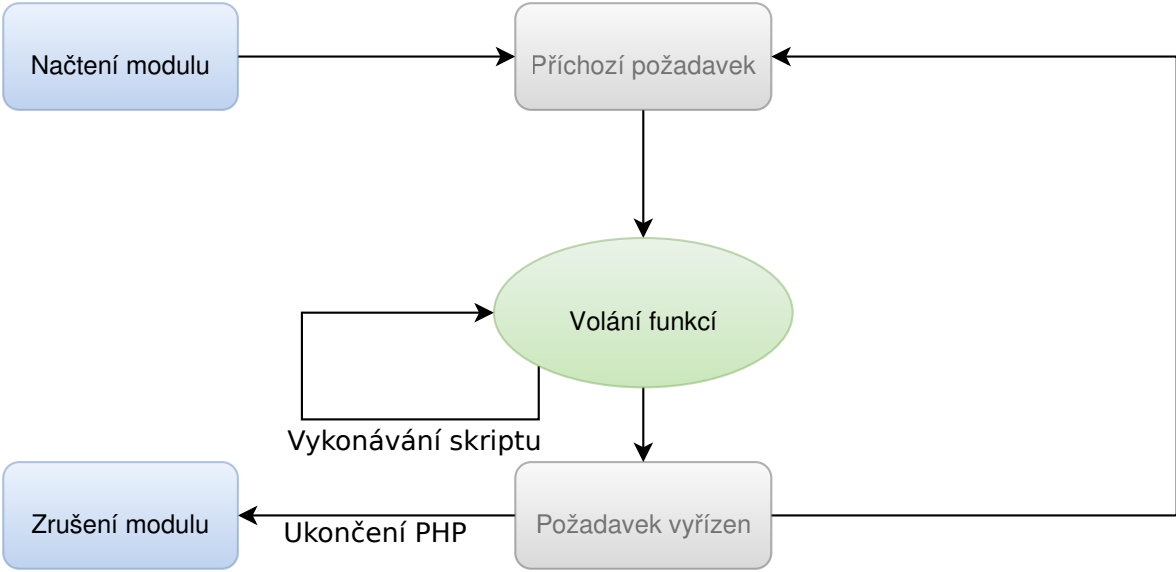 Načtení modulu
Příchozí požadavek
Volání funkcí
Vykonávání skriptu
Zrušení modulu
Ukončení PHP
Požadavek vyřízen